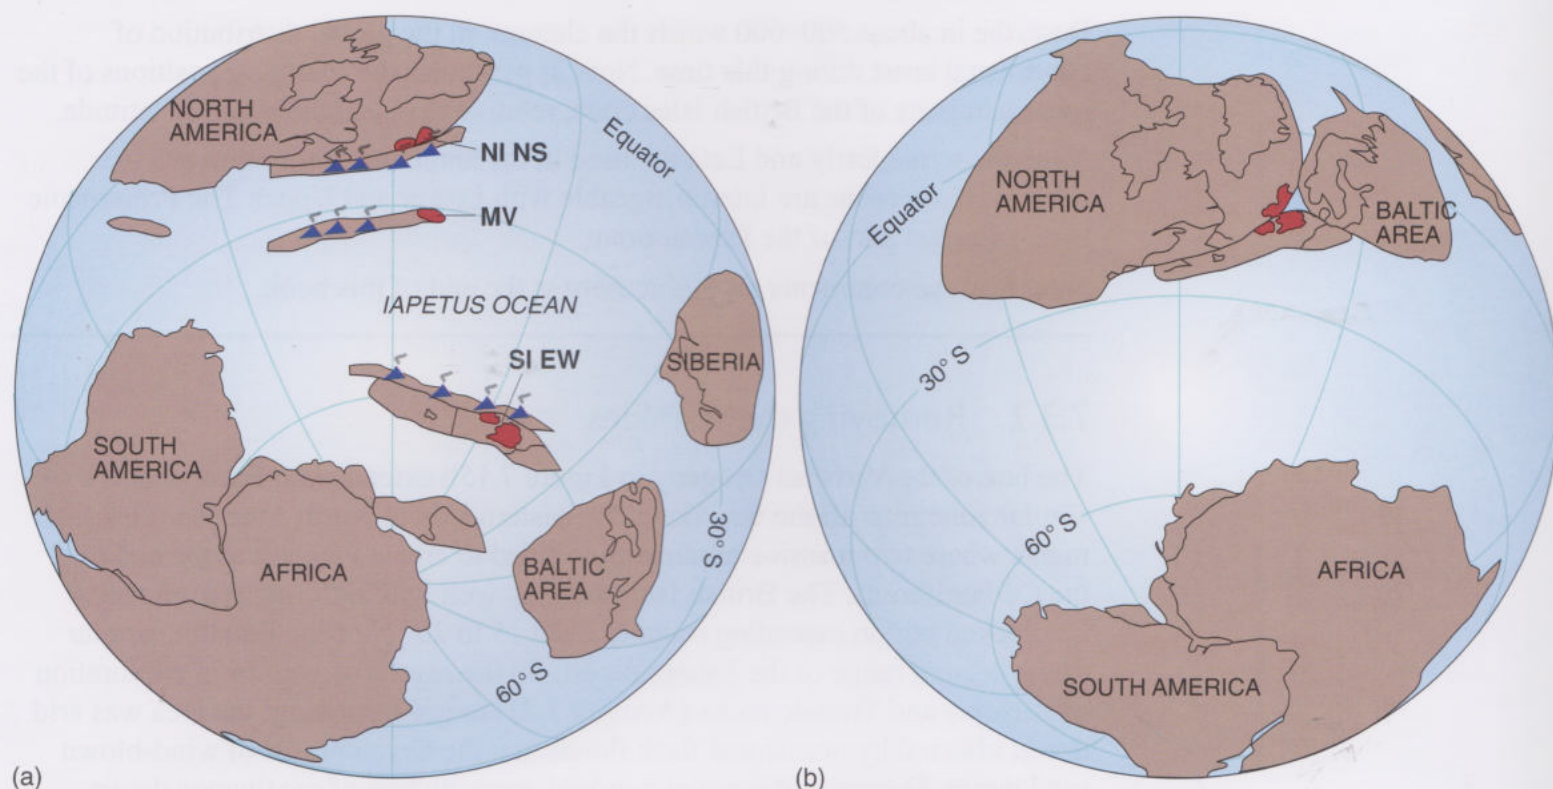 NORTH
AMERICA
Equator
NI NS
MV
IAPETUS OCEAN
SI EW
SIBERIA
SOUTH
AMERICA
AFRICA
BALTIC
AREA
30° S
60° S
(a)
NORTH
AMERICA
BALTIC
AREA
Equator
30° S
60° S
AFRICA
SOUTH AMERICA
(b)